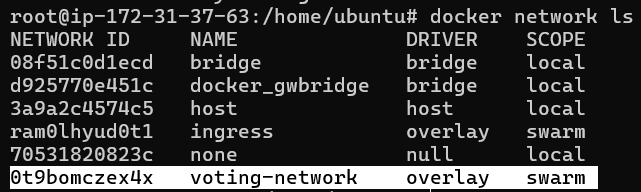 root@ip-172-31-37-63:/home/ubuntu# docker network ls
NETWORK ID NAME DRIVER SCOPE
08f51c0d1ecd bridge bridge local
d925770e451c docker_gwbridge bridge local
3a9a2c4574c5 host host local
ram0lhyud0t1 ingress overlay swarm
70531820823c none null local
0t9bomczex4x voting-network overlay swarm